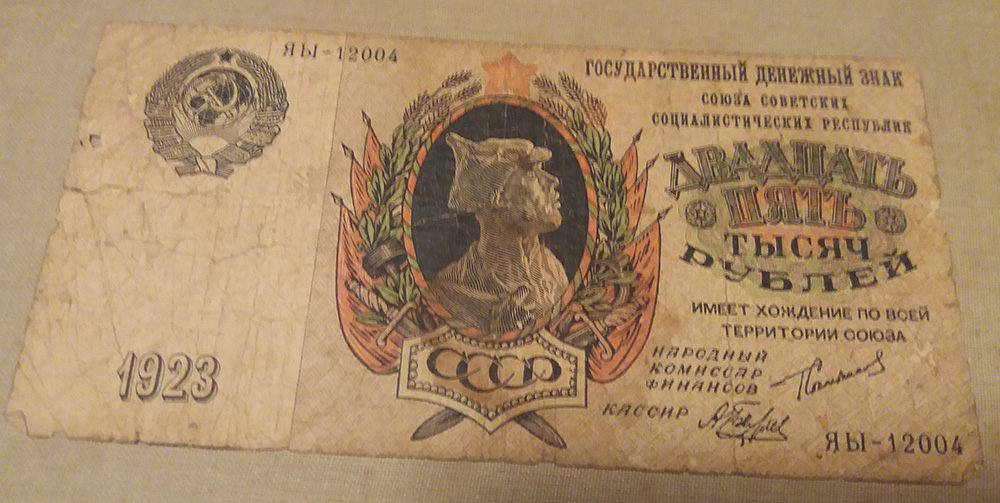 ЯЫ-12004
ГОСУДАРСТВЕННЫЙ ДЕНЕЖНЫЙ ЗНАК
СОЮЗА СОВЕТСКИХ
СОЦИАЛИСТИЧЕСКИХ РЕСПУБЛИК
ДВАДЦАТЬ
ПЯТЬ
ТЫСЯЧ
РУБЛЕЙ
ИМЕЕТ ХОЖДЕНИЕ ПО ВСЕЙ
ТЕРРИТОРИИ СОЮЗА
НАРОДНЫЙ
КОМИССАР
ФИНАНСОВ
КАССИР
ЯЫ-12004
1923
СССР